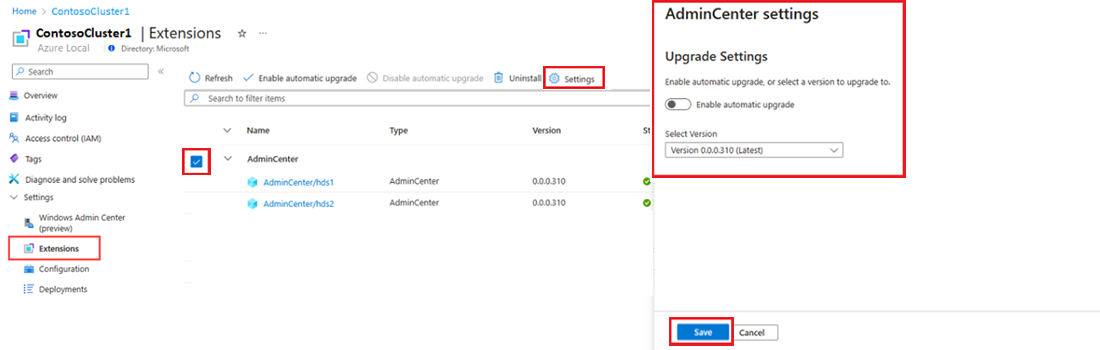 Home > ContosoCluster1
ContosoCluster1 | Extensions ☆ ...
Azure Local
Directory: Microsoft
Search
«
Overview
Activity log
Access control (IAM)
Tags
Diagnose and solve problems
Settings
Windows Admin Center
(preview)
Extensions
Configuration
Deployments
Refresh Enable automatic upgrade Disable automatic upgrade Uninstall Settings
Search to filter items
Name Type Version St
AdminCenter
AdminCenter/hds1 AdminCenter 0.0.0.310
AdminCenter/hds2 AdminCenter 0.0.0.310
AdminCenter settings
Upgrade Settings
Enable automatic upgrade, or select a version to upgrade to.
Enable automatic upgrade
Select Version
Version 0.0.0.310 (Latest)
Save Cancel